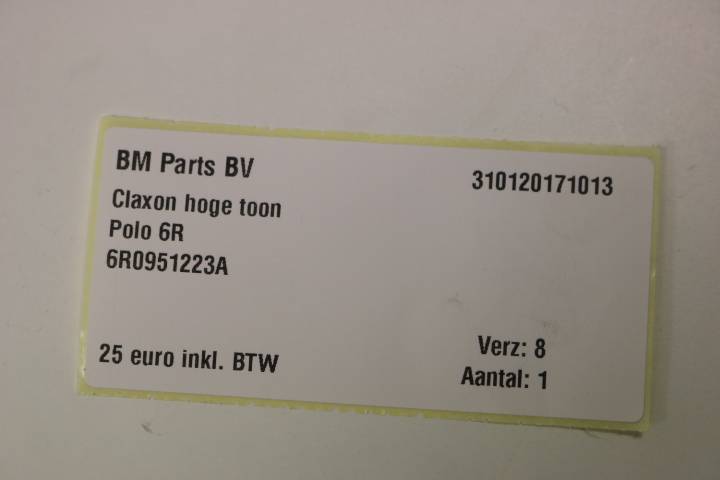 BM Parts BV
310120171013
Claxon hoge toon
Polo 6R
6R0951223A
25 euro inkl. BTW
Verz: 8
Aantal: 1